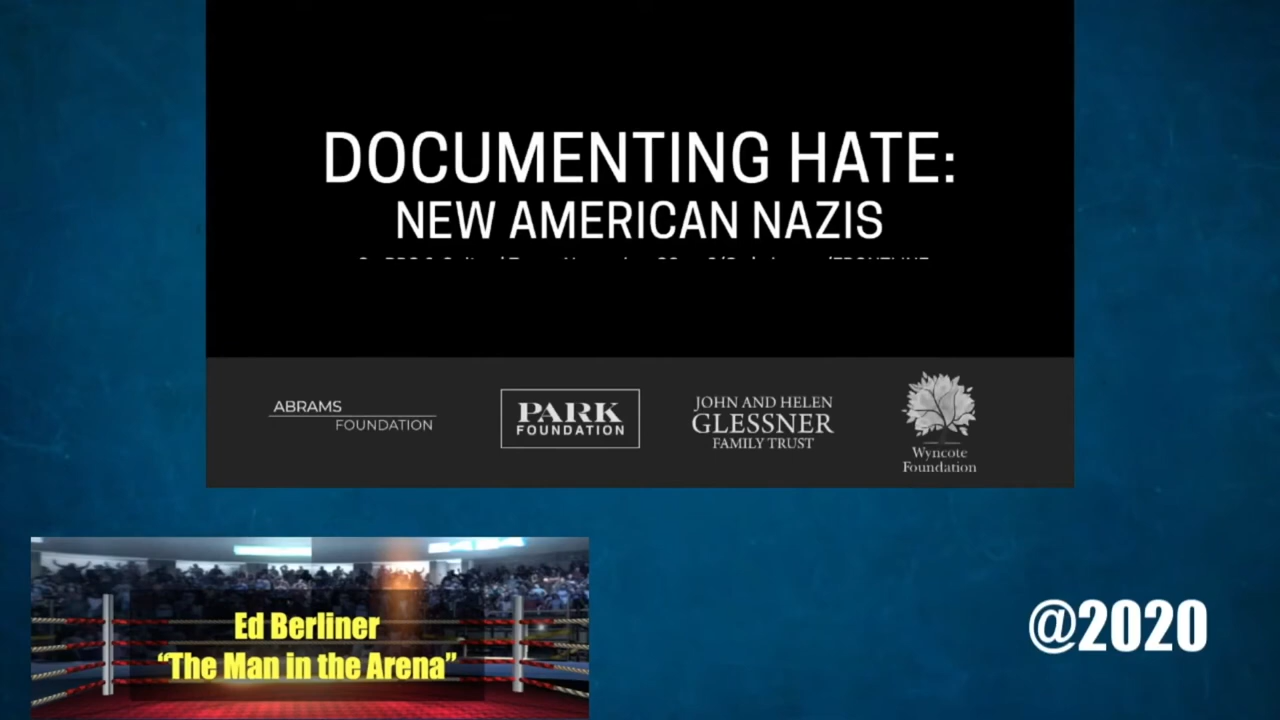 DOCUMENTING HATE:
NEW AMERICAN NAZIS
ABRAMS
FOUNDATION
PARK
FOUNDATION
JOHN AND HELEN
GLESSNER
FAMILY TRUST
Wyncote
Foundation
Ed Berliner
“The Man in the Arena”
@2020